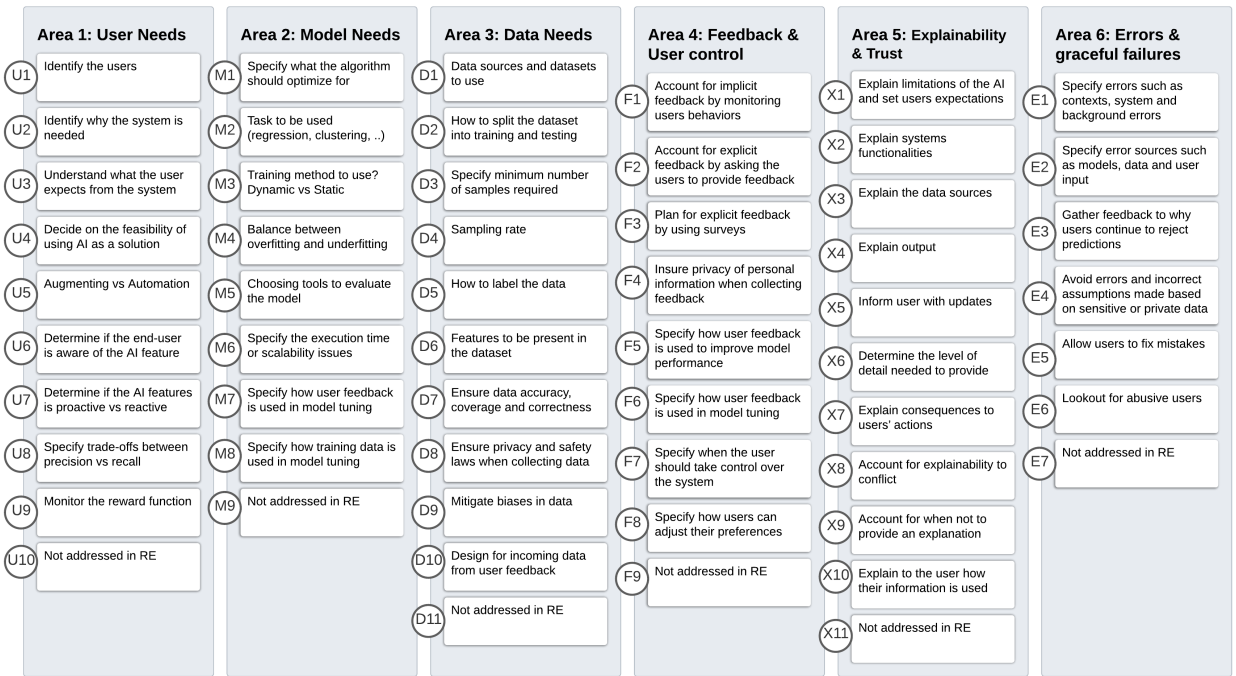 Area 1: User Needs
U1
Identify the users
U2
Identify why the system is
needed
U3
Understand what the user
expects from the system
U4
Decide on the feasibility of
using AI as a solution
U5
Augmenting vs Automation
U6
Determine if the end-user
is aware of the AI feature
U7
Determine if the AI features
is proactive vs reactive
U8
Specify trade-offs between
precision vs recall
U9
Monitor the reward function
U10
Not addressed in RE
Area 2: Model Needs
M1
Specify what the algorithm
should optimize for
M2
Task to be used
(regression, clustering, ..)
M3
Training method to use?
Dynamic vs Static
M4
Balance between
overfitting and underfitting
M5
Choosing tools to evaluate
the model
M6
Specify the execution time
or scalability issues
M7
Specify how user feedback
is used in model tuning
M8
Specify how training data is
used in model tuning
M9
Not addressed in RE
Area 3: Data Needs
D1
Data sources and datasets
to use
D2
How to split the dataset
into training and testing
D3
Specify minimum number
of samples required
D4
Sampling rate
D5
How to label the data
D6
Features to be present in
the dataset
D7
Ensure data accuracy,
coverage and correctness
D8
Ensure privacy and safety
laws when collecting data
D9
Mitigate biases in data
D10
Design for incoming data
from user feedback
D11
Not addressed in RE
Area 4: Feedback &
User control
F1
Account for implicit
feedback by monitoring
users behaviors
F2
Account for explicit
feedback by asking the
users to provide feedback
F3
Plan for explicit feedback
by using surveys
F4
Insure privacy of personal
information when collecting
feedback
F5
Specify how user feedback
is used to improve model
performance
F6
Specify how user feedback
is used in model tuning
F7
Specify when the user
should take control over
the system
F8
Specify how users can
adjust their preferences
F9
Not addressed in RE
Area 5: Explainability
& Trust
X1
Explain limitations of the AI
and set users expectations
X2
Explain systems
functionalities
X3
Explain the data sources
X4
Explain output
X5
Inform user with updates
X6
Determine the level of
detail needed to provide
X7
Explain consequences to
users' actions
X8
Account for explainability to
conflict
X9
Account for when not to
provide an explanation
X10
Explain to the user how
their information is used
X11
Not addressed in RE
Area 6: Errors &
graceful failures
E1
Specify errors such as
contexts, system and
background errors
E2
Specify error sources such
as models, data and user
input
E3
Gather feedback to why
users continue to reject
predictions
E4
Avoid errors and incorrect
assumptions made based
on sensitive or private data
E5
Allow users to fix mistakes
E6
Lookout for abusive users
E7
Not addressed in RE